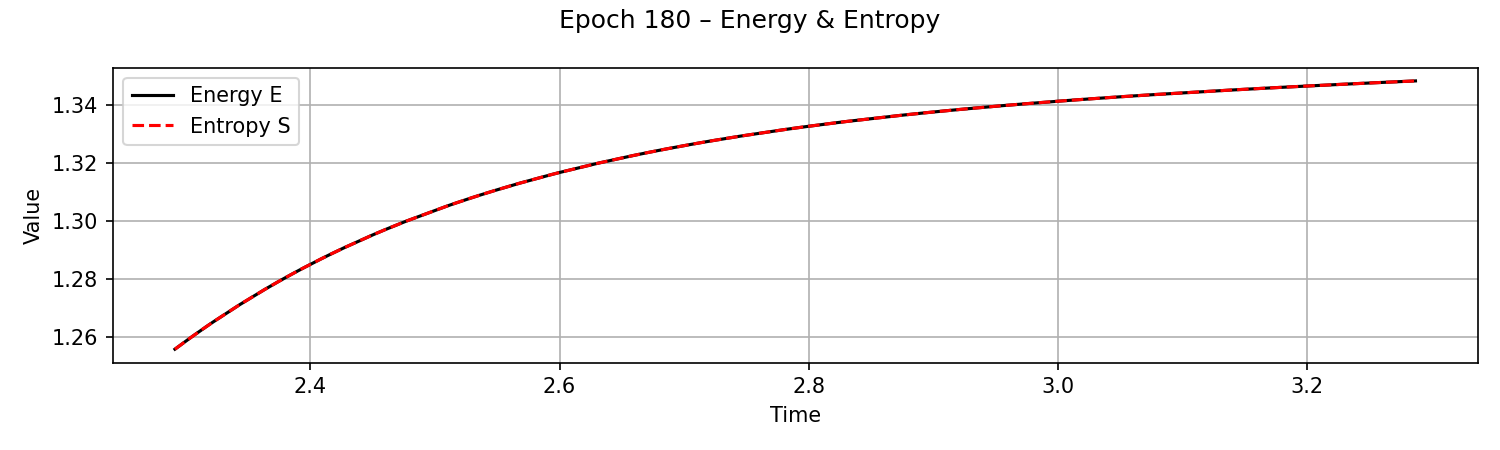 Epoch 180 – Energy & Entropy
Energy E
Entropy S
Value
1.34
1.32
1.30
1.28
1.26
2.4
2.6
2.8
3.0
3.2
Time